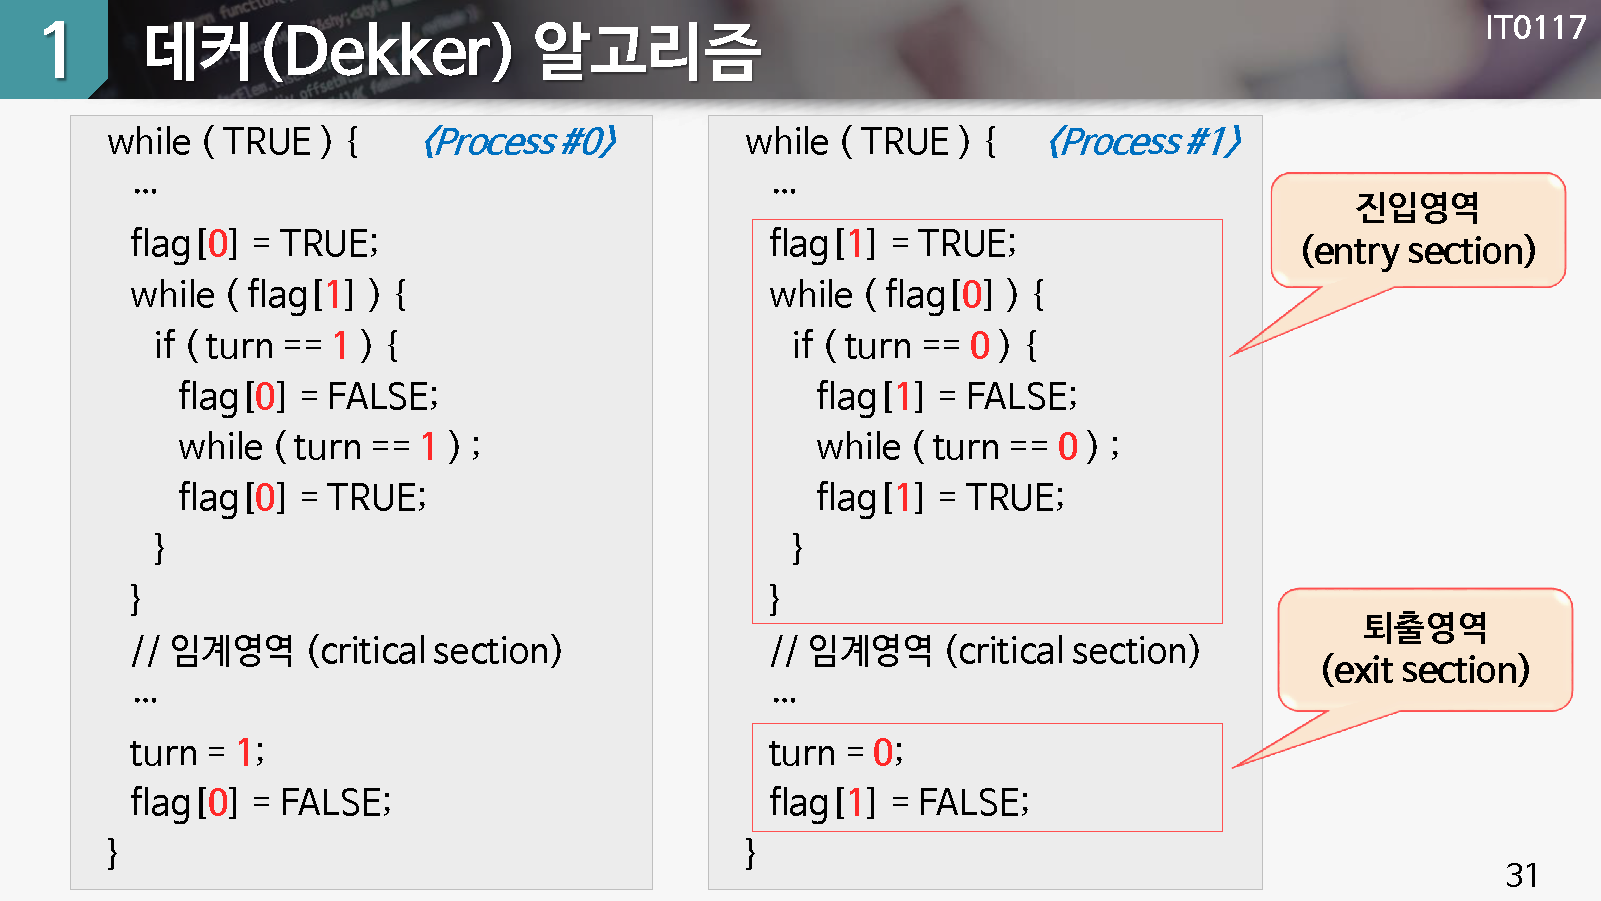 1 데커(Dekker) 알고리즘
IT0117
while ( TRUE ) { <Process #0>
...
flag[0] = TRUE;
while ( flag[1] ) {
if ( turn == 1 ) {
flag[0] = FALSE;
while ( turn == 1 ) ;
flag[0] = TRUE;
}
}
// 임계영역 (critical section)
...
turn = 1;
flag[0] = FALSE;
}
while ( TRUE ) { <Process #1>
...
flag[1] = TRUE;
while ( flag[0] ) {
if ( turn == 0 ) {
flag[1] = FALSE;
while ( turn == 0 ) ;
flag[1] = TRUE;
}
}
// 임계영역 (critical section)
...
turn = 0;
flag[1] = FALSE;
}
진입영역
(entry section)
퇴출영역
(exit section)
31